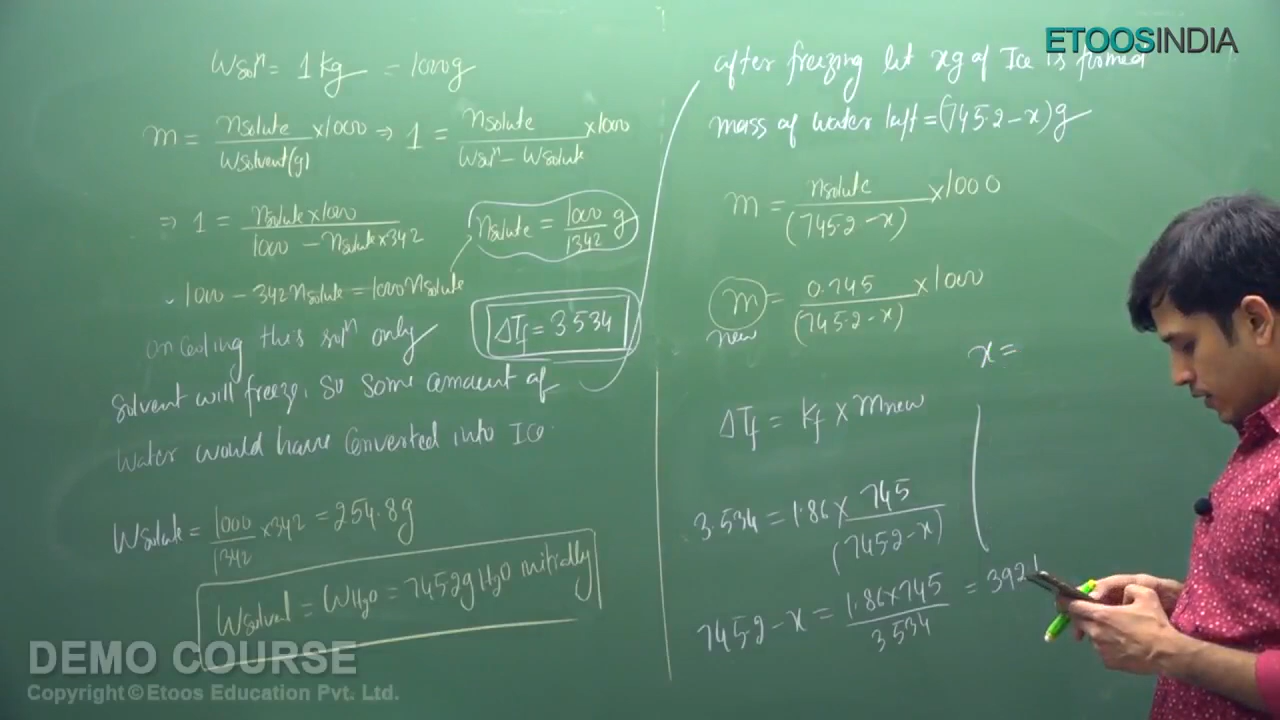 ETOOSINDIA
Wsolⁿ = 1 kg = 1000g
m = nsolute / Wsolvent(g) × 1000 ⇒ 1 = nsolute / Wsolⁿ - Wsolute × 1000
⇒ 1 = nsolute × 1000 / 1000 - nsolute × 342
nsolute = 1000 / 1342 g
1000 - 342 nsolute = 1000 nsolute
on cooling this solⁿ only
ΔTf = 3.534
solvent will freeze, so some amount of
water would have converted into Ice.
Wsolute = 1000 / 1342 × 342 = 254.8g
Wsolvent = WH₂O = 745.2g H₂O initially
after freezing let xg of Ice is formed
mass of water left = (745.2 - x) g
m = nsolute / (745.2 - x) × 1000
m = 0.745 / (745.2 - x) × 1000
new
x =
ΔTf = Kf × mnew
3.534 = 1.86 × 745 / (745.2 - x)
745.2 - x = 1.86 × 745 / 3.534 = 392.1
DEMO COURSE
Copyright © Etoos Education Pvt. Ltd.